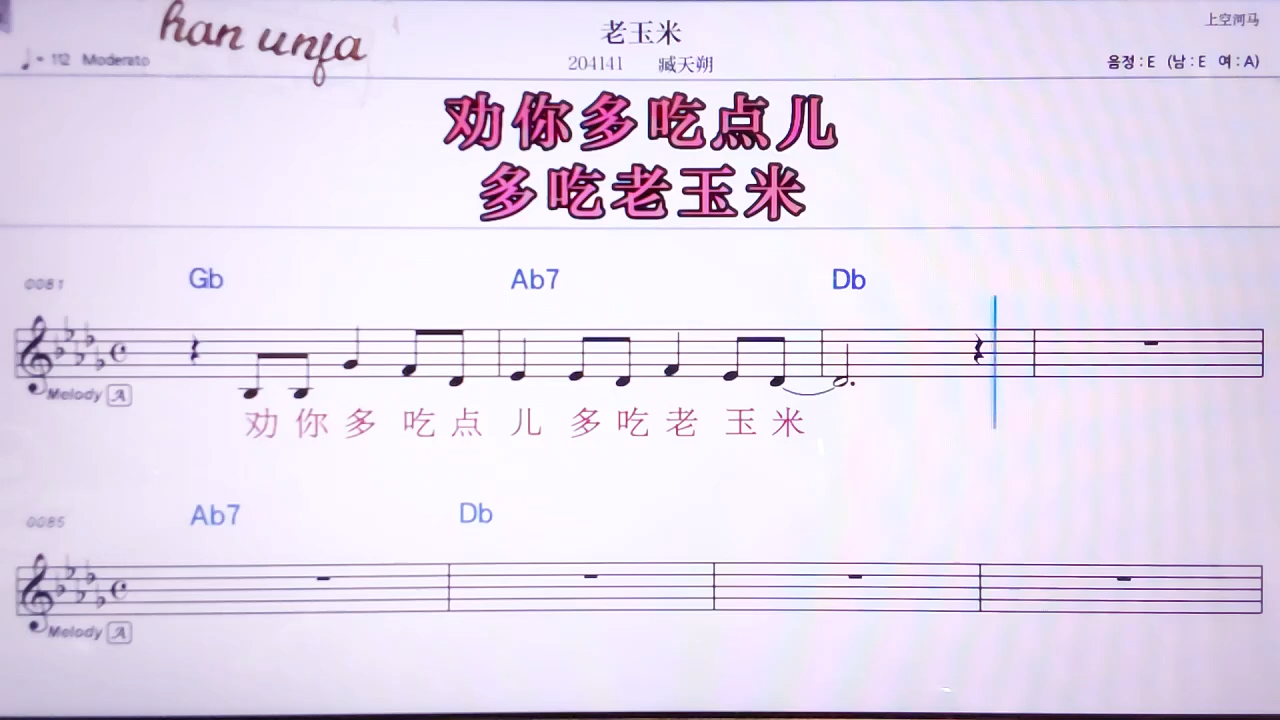 han unja
老玉米
上空河马
♩= 112 Moderato
204141 臧天朔
음정 : E (남 : E 여 : A)
劝你多吃点儿
多吃老玉米
0081 Gb Ab7 Db
Melody A
劝你多吃点儿多吃老玉米
0085 Ab7 Db
Melody A